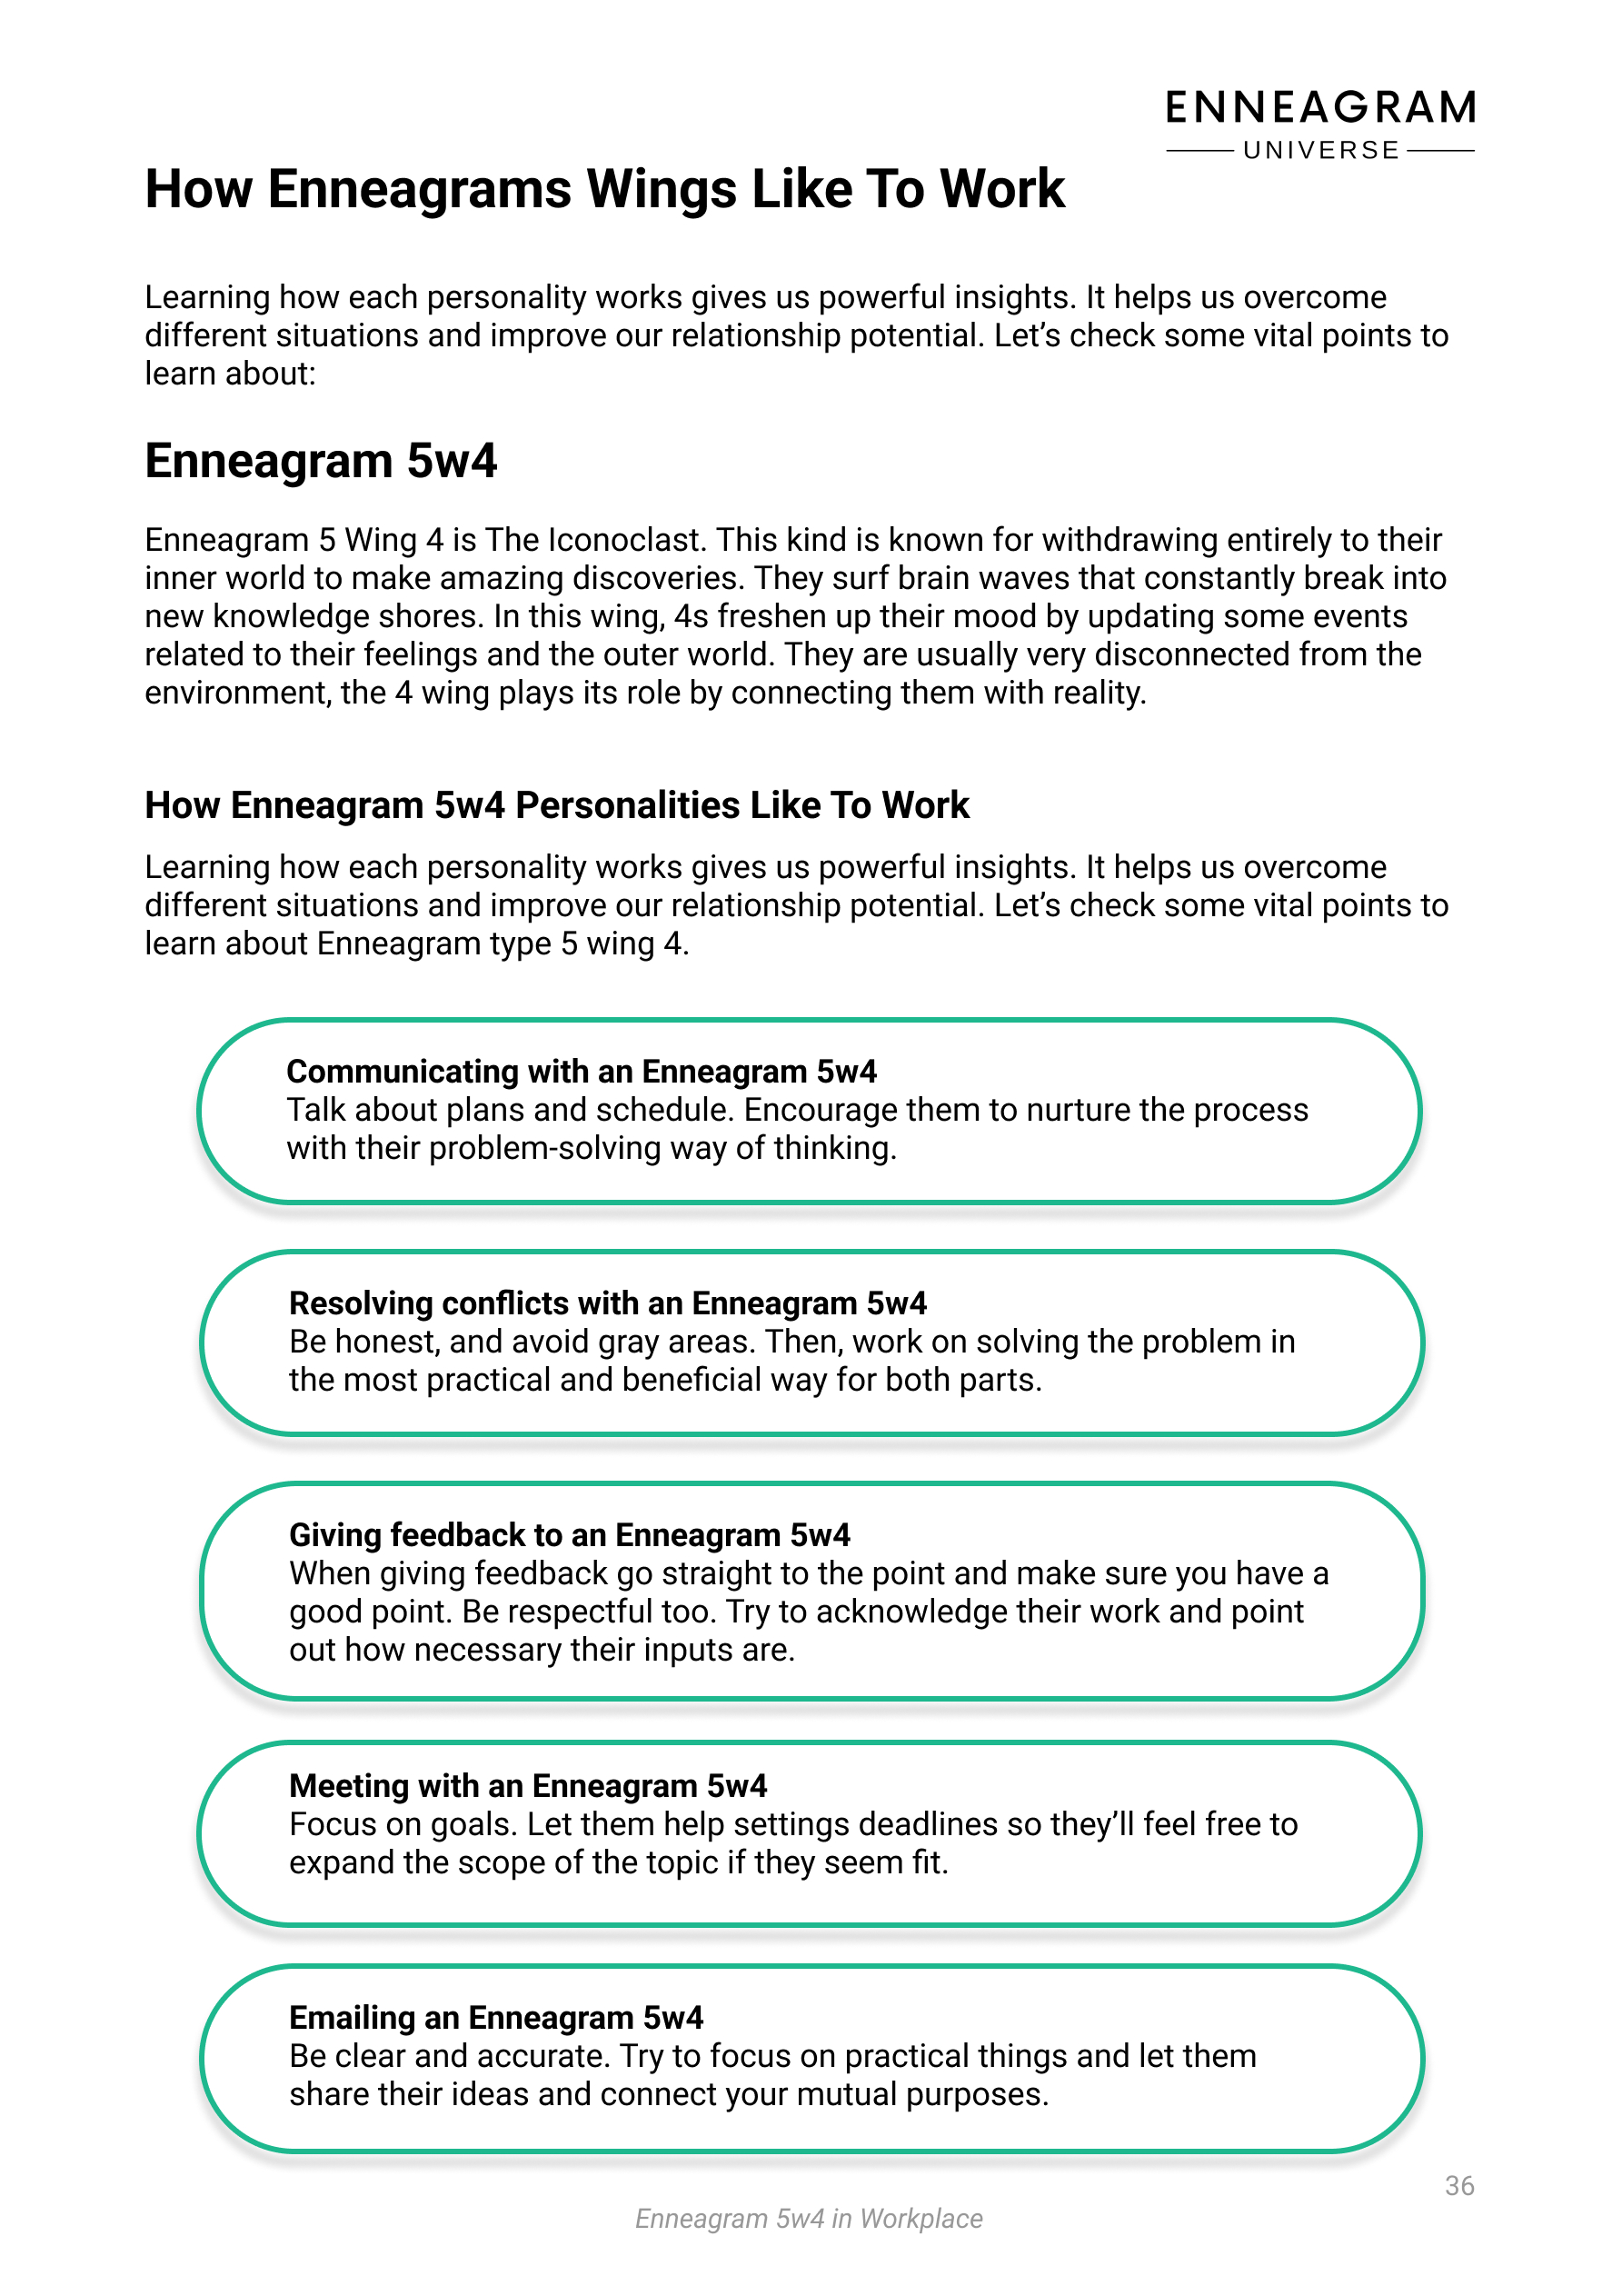 ENNEAGRAM
UNIVERSE
How Enneagrams Wings Like To Work
Learning how each personality works gives us powerful insights. It helps us overcome
different situations and improve our relationship potential. Let’s check some vital points to
learn about:
Enneagram 5w4
Enneagram 5 Wing 4 is The Iconoclast. This kind is known for withdrawing entirely to their
inner world to make amazing discoveries. They surf brain waves that constantly break into
new knowledge shores. In this wing, 4s freshen up their mood by updating some events
related to their feelings and the outer world. They are usually very disconnected from the
environment, the 4 wing plays its role by connecting them with reality.
How Enneagram 5w4 Personalities Like To Work
Learning how each personality works gives us powerful insights. It helps us overcome
different situations and improve our relationship potential. Let’s check some vital points to
learn about Enneagram type 5 wing 4.
Communicating with an Enneagram 5w4
Talk about plans and schedule. Encourage them to nurture the process
with their problem-solving way of thinking.
Resolving conflicts with an Enneagram 5w4
Be honest, and avoid gray areas. Then, work on solving the problem in
the most practical and beneficial way for both parts.
Giving feedback to an Enneagram 5w4
When giving feedback go straight to the point and make sure you have a
good point. Be respectful too. Try to acknowledge their work and point
out how necessary their inputs are.
Meeting with an Enneagram 5w4
Focus on goals. Let them help settings deadlines so they’ll feel free to
expand the scope of the topic if they seem fit.
Emailing an Enneagram 5w4
Be clear and accurate. Try to focus on practical things and let them
share their ideas and connect your mutual purposes.
36
Enneagram 5w4 in Workplace